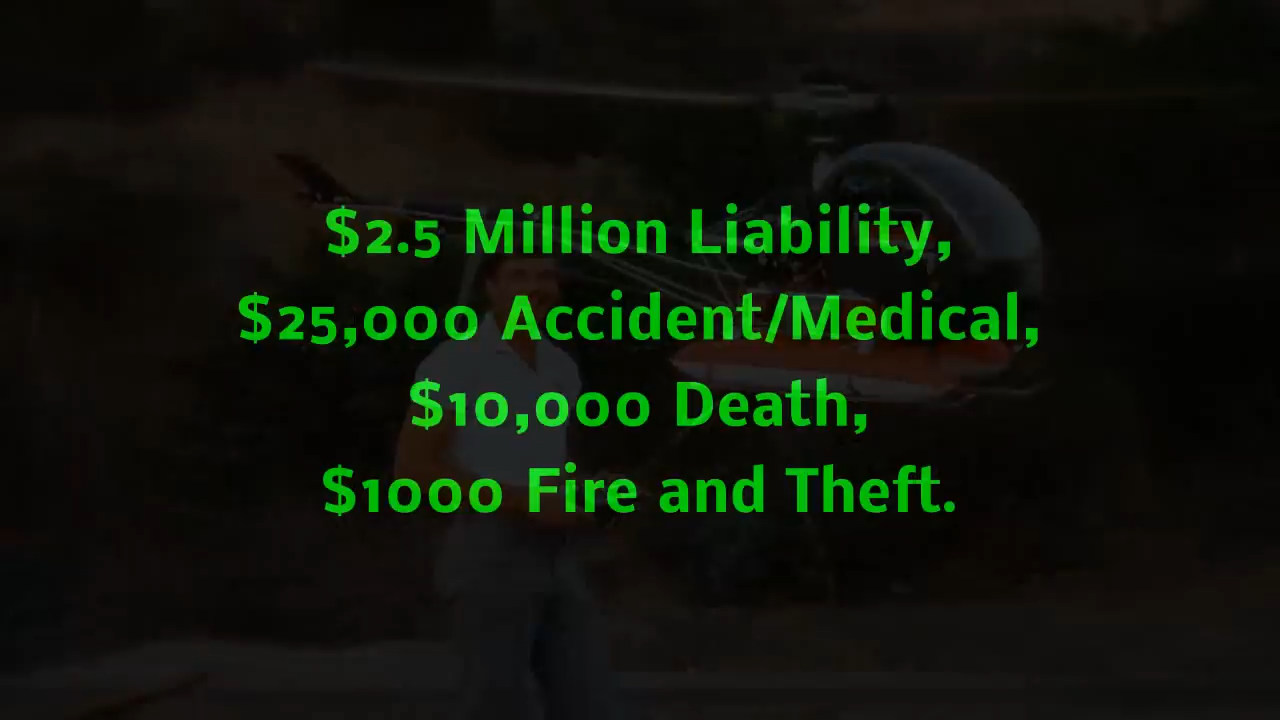 $2.5 Million Liability,
$25,000 Accident/Medical,
$10,000 Death,
$1000 Fire and Theft.